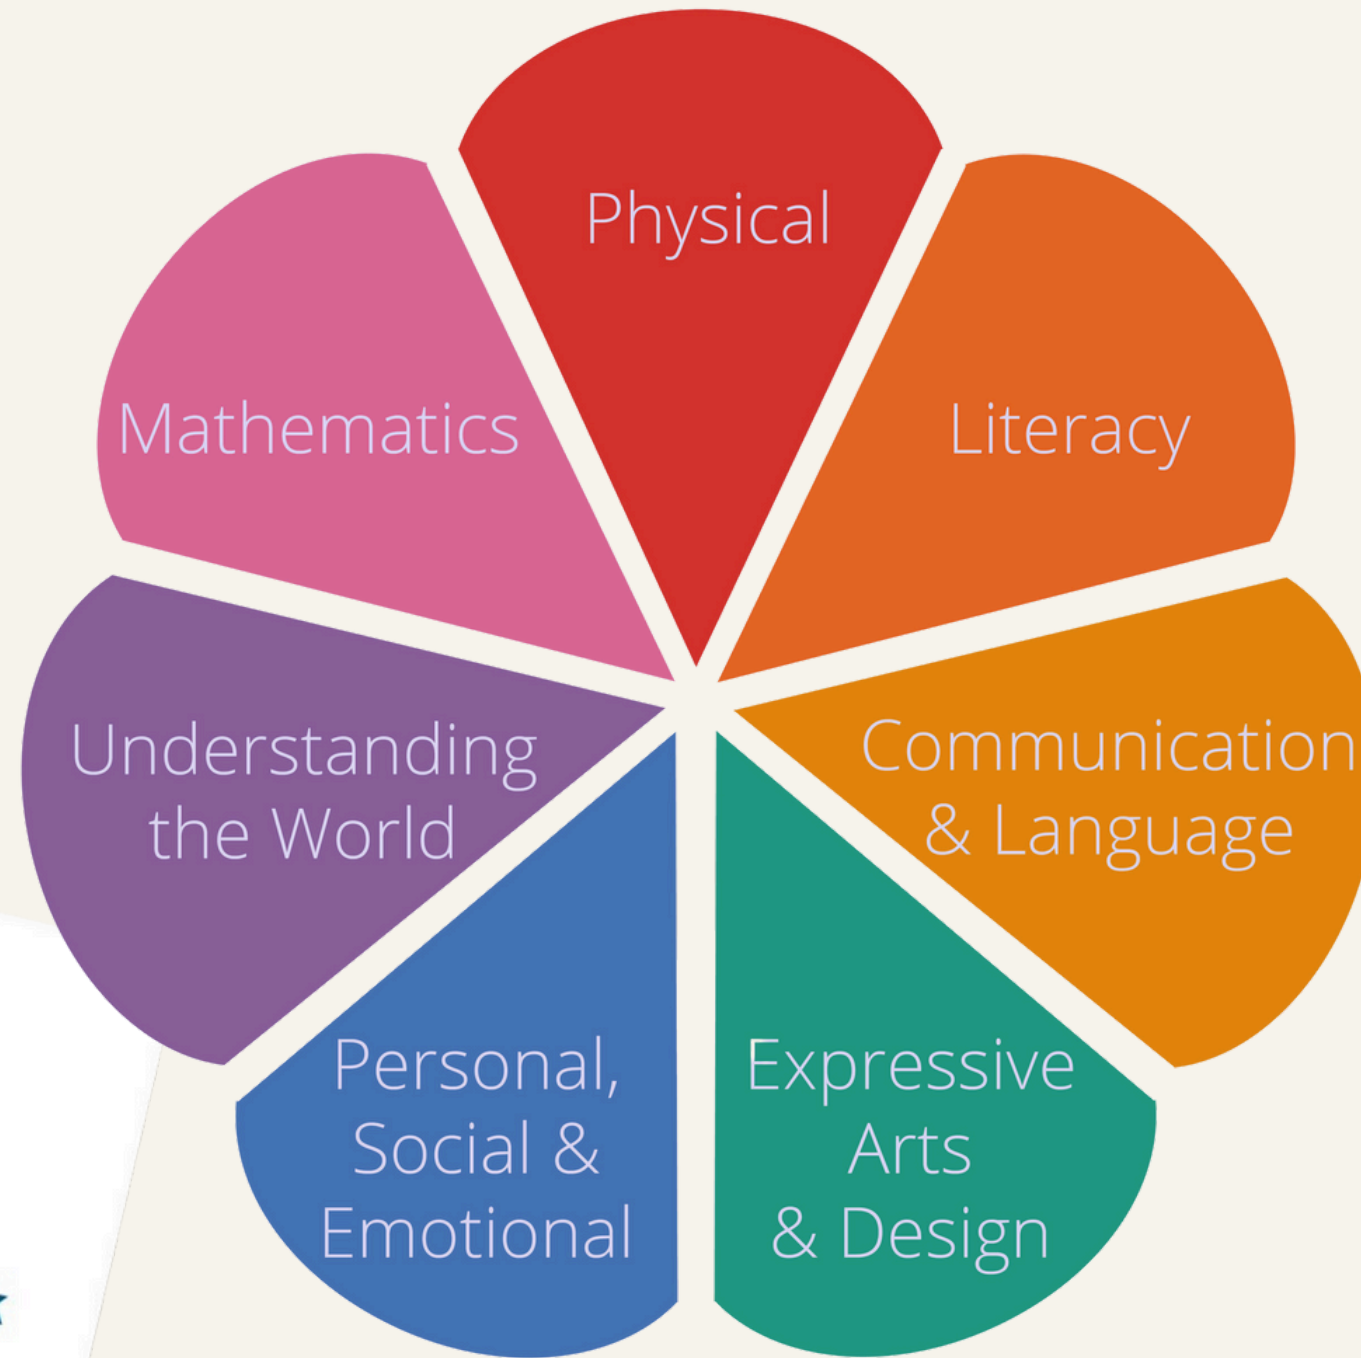 Physical
Mathematics
Literacy
Understanding
the World
Communication
& Language
Personal,
Social &
Emotional
Expressive
Arts
& Design